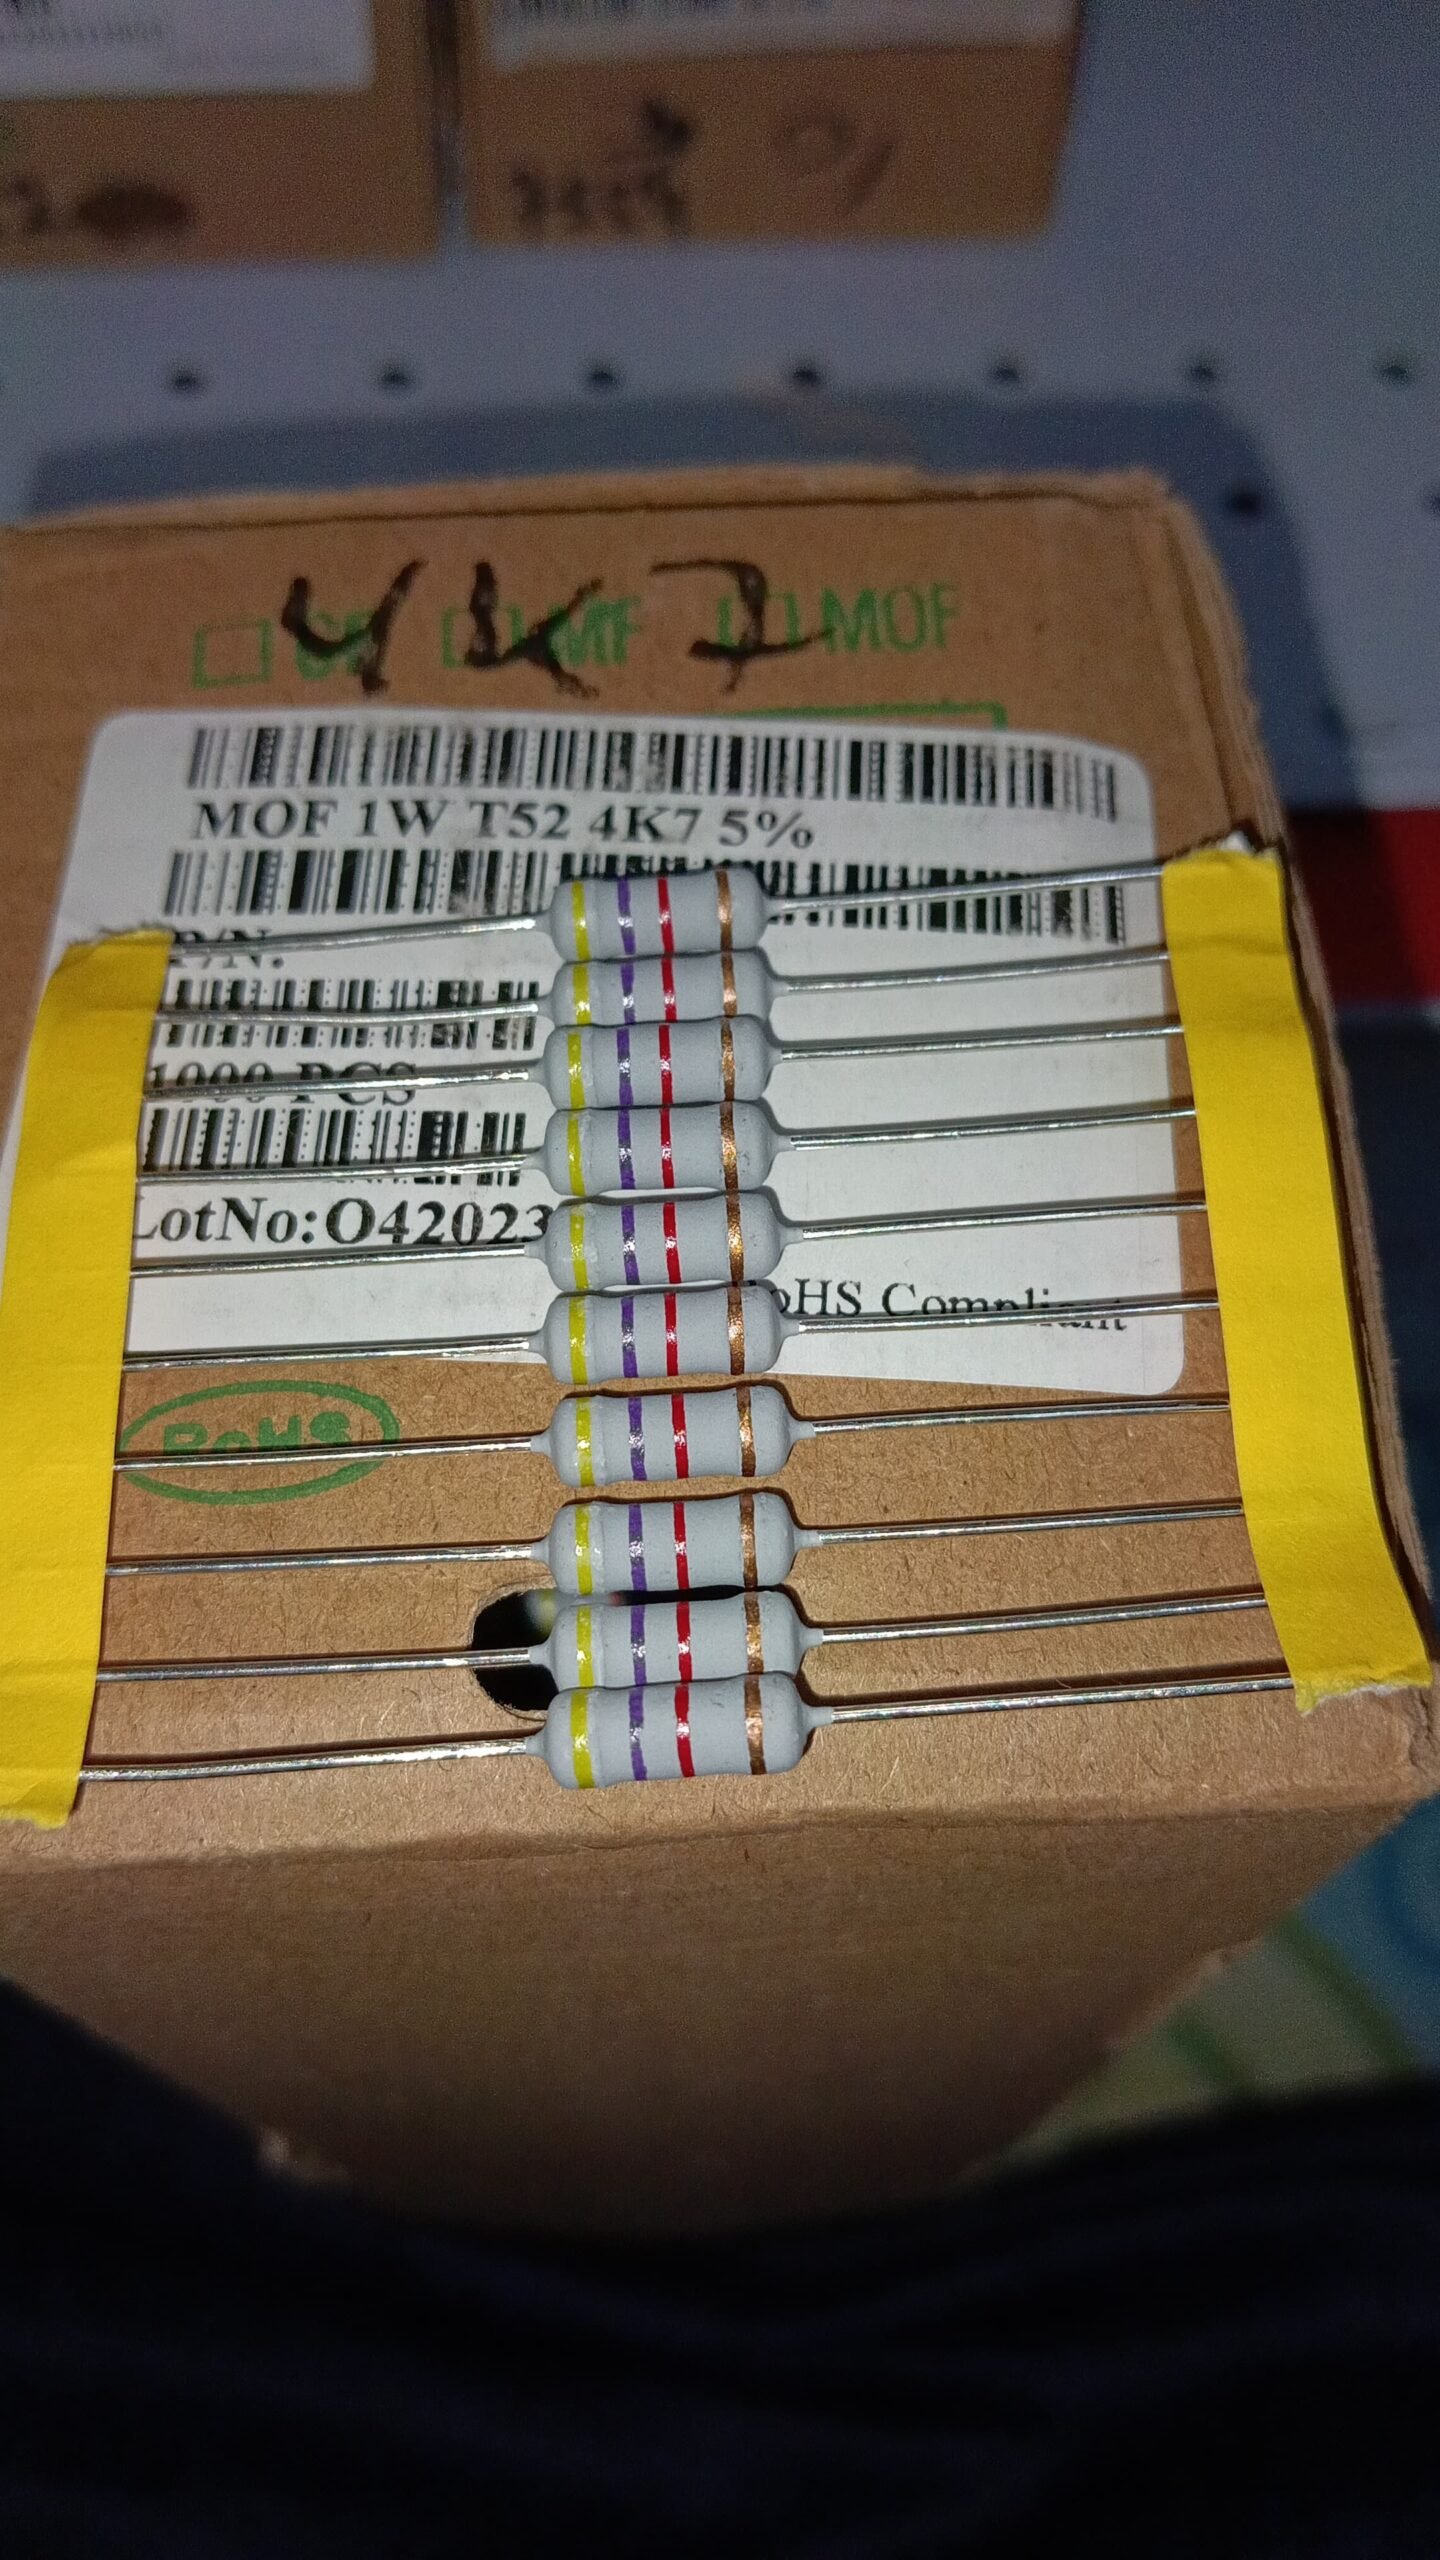 4K7
MF MOF
MOF 1W T52 4K7 5%
P/N:
1000 PCS
LotNo:O42023
RoHS Compliant
RoHS